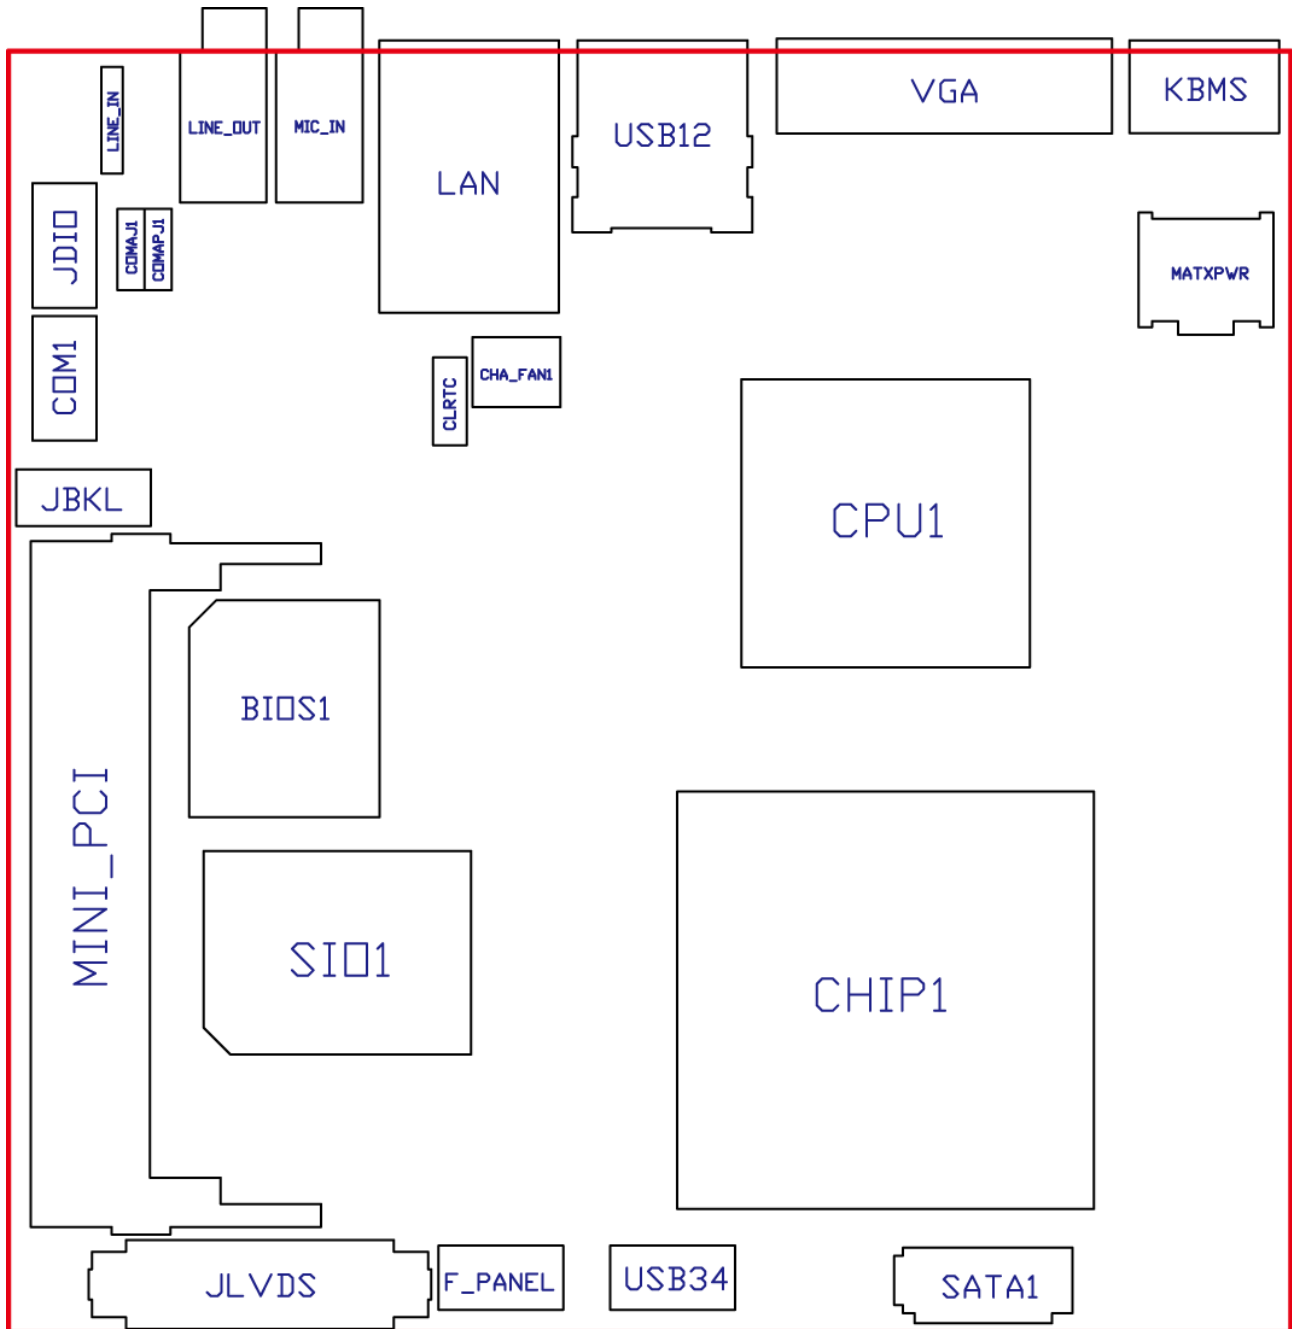 LINE_IN
LINE_OUT
MIC_IN
LAN
USB12
VGA
KBMS
JDIO
COMAJ1
COMAPJ1
MATXPWR
COM1
CLRTC
CHA_FAN1
JBKL
CPU1
BIOS1
MINI_PCI
SIO1
CHIP1
JLVDS
F_PANEL
USB34
SATA1